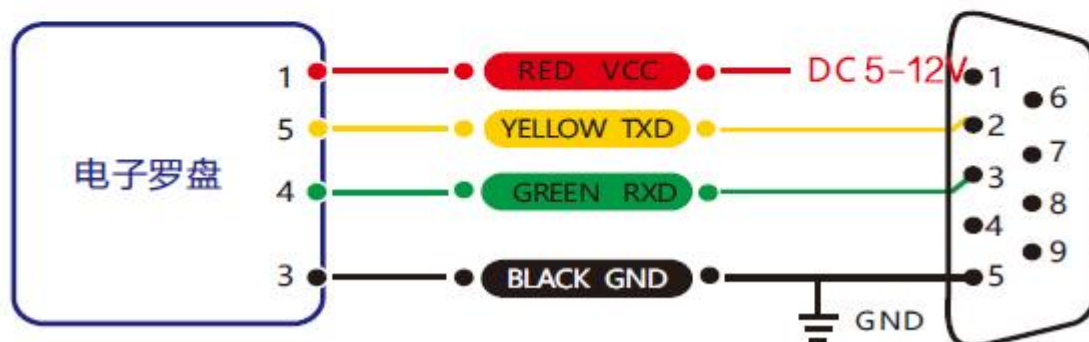 1 RED VCC DC 5-12V 1
6
5 YELLOW TXD 2
7
电子罗盘
4 GREEN RXD 3
8
4
9
3 BLACK GND 5
GND